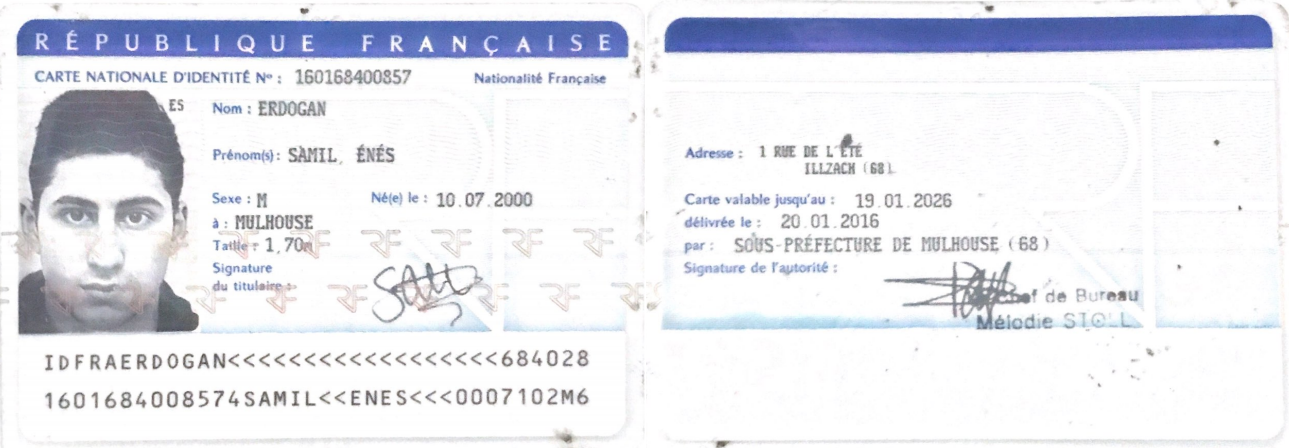 RÉPUBLIQUE FRANÇAISE
CARTE NATIONALE D'IDENTITÉ Nº : 160168400857 Nationalité Française
ES
Nom : ERDOGAN
Prénom(s) : SAMIL, ÉNÉS
Sexe : M Né(e) le : 10.07.2000
à : MULHOUSE
Taille : 1,70m
Signature
du titulaire :
IDFRAERDOGAN<<<<<<<<<<<<<<<<<<684028
1601684008574SAMIL<<ENES<<<0007102M6
Adresse : 1 RUE DE L'ÉTÉ
ILLZACH (68)
Carte valable jusqu'au : 19.01.2026
délivrée le : 20.01.2016
par : SOUS-PRÉFECTURE DE MULHOUSE (68)
Signature de l'autorité :
Chef de Bureau
Mélodie STOLL